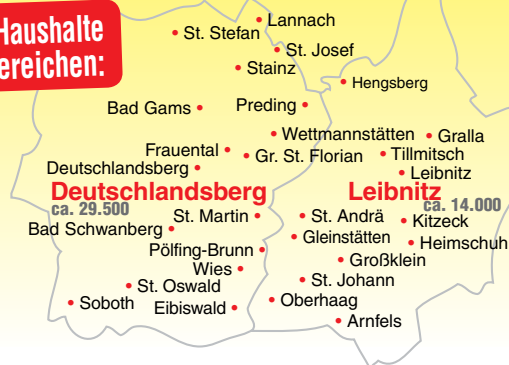 Haushalte
ereichen:
• Lannach
• St. Stefan
• St. Josef
• Stainz
• Hengsberg
Bad Gams •
Preding •
• Wettmannstätten
• Gralla
Frauental •
• Gr. St. Florian
• Tillmitsch
Deutschlandsberg •
• Leibnitz
Deutschlandsberg
Leibnitz
ca. 29.500
ca. 14.000
St. Martin •
• St. Andrä
• Kitzeck
Bad Schwanberg •
• Gleinstätten
• Heimschuh
Pölfing-Brunn •
• Großklein
Wies •
• St. Johann
• St. Oswald
• Soboth
Eibiswald •
• Oberhaag
• Arnfels